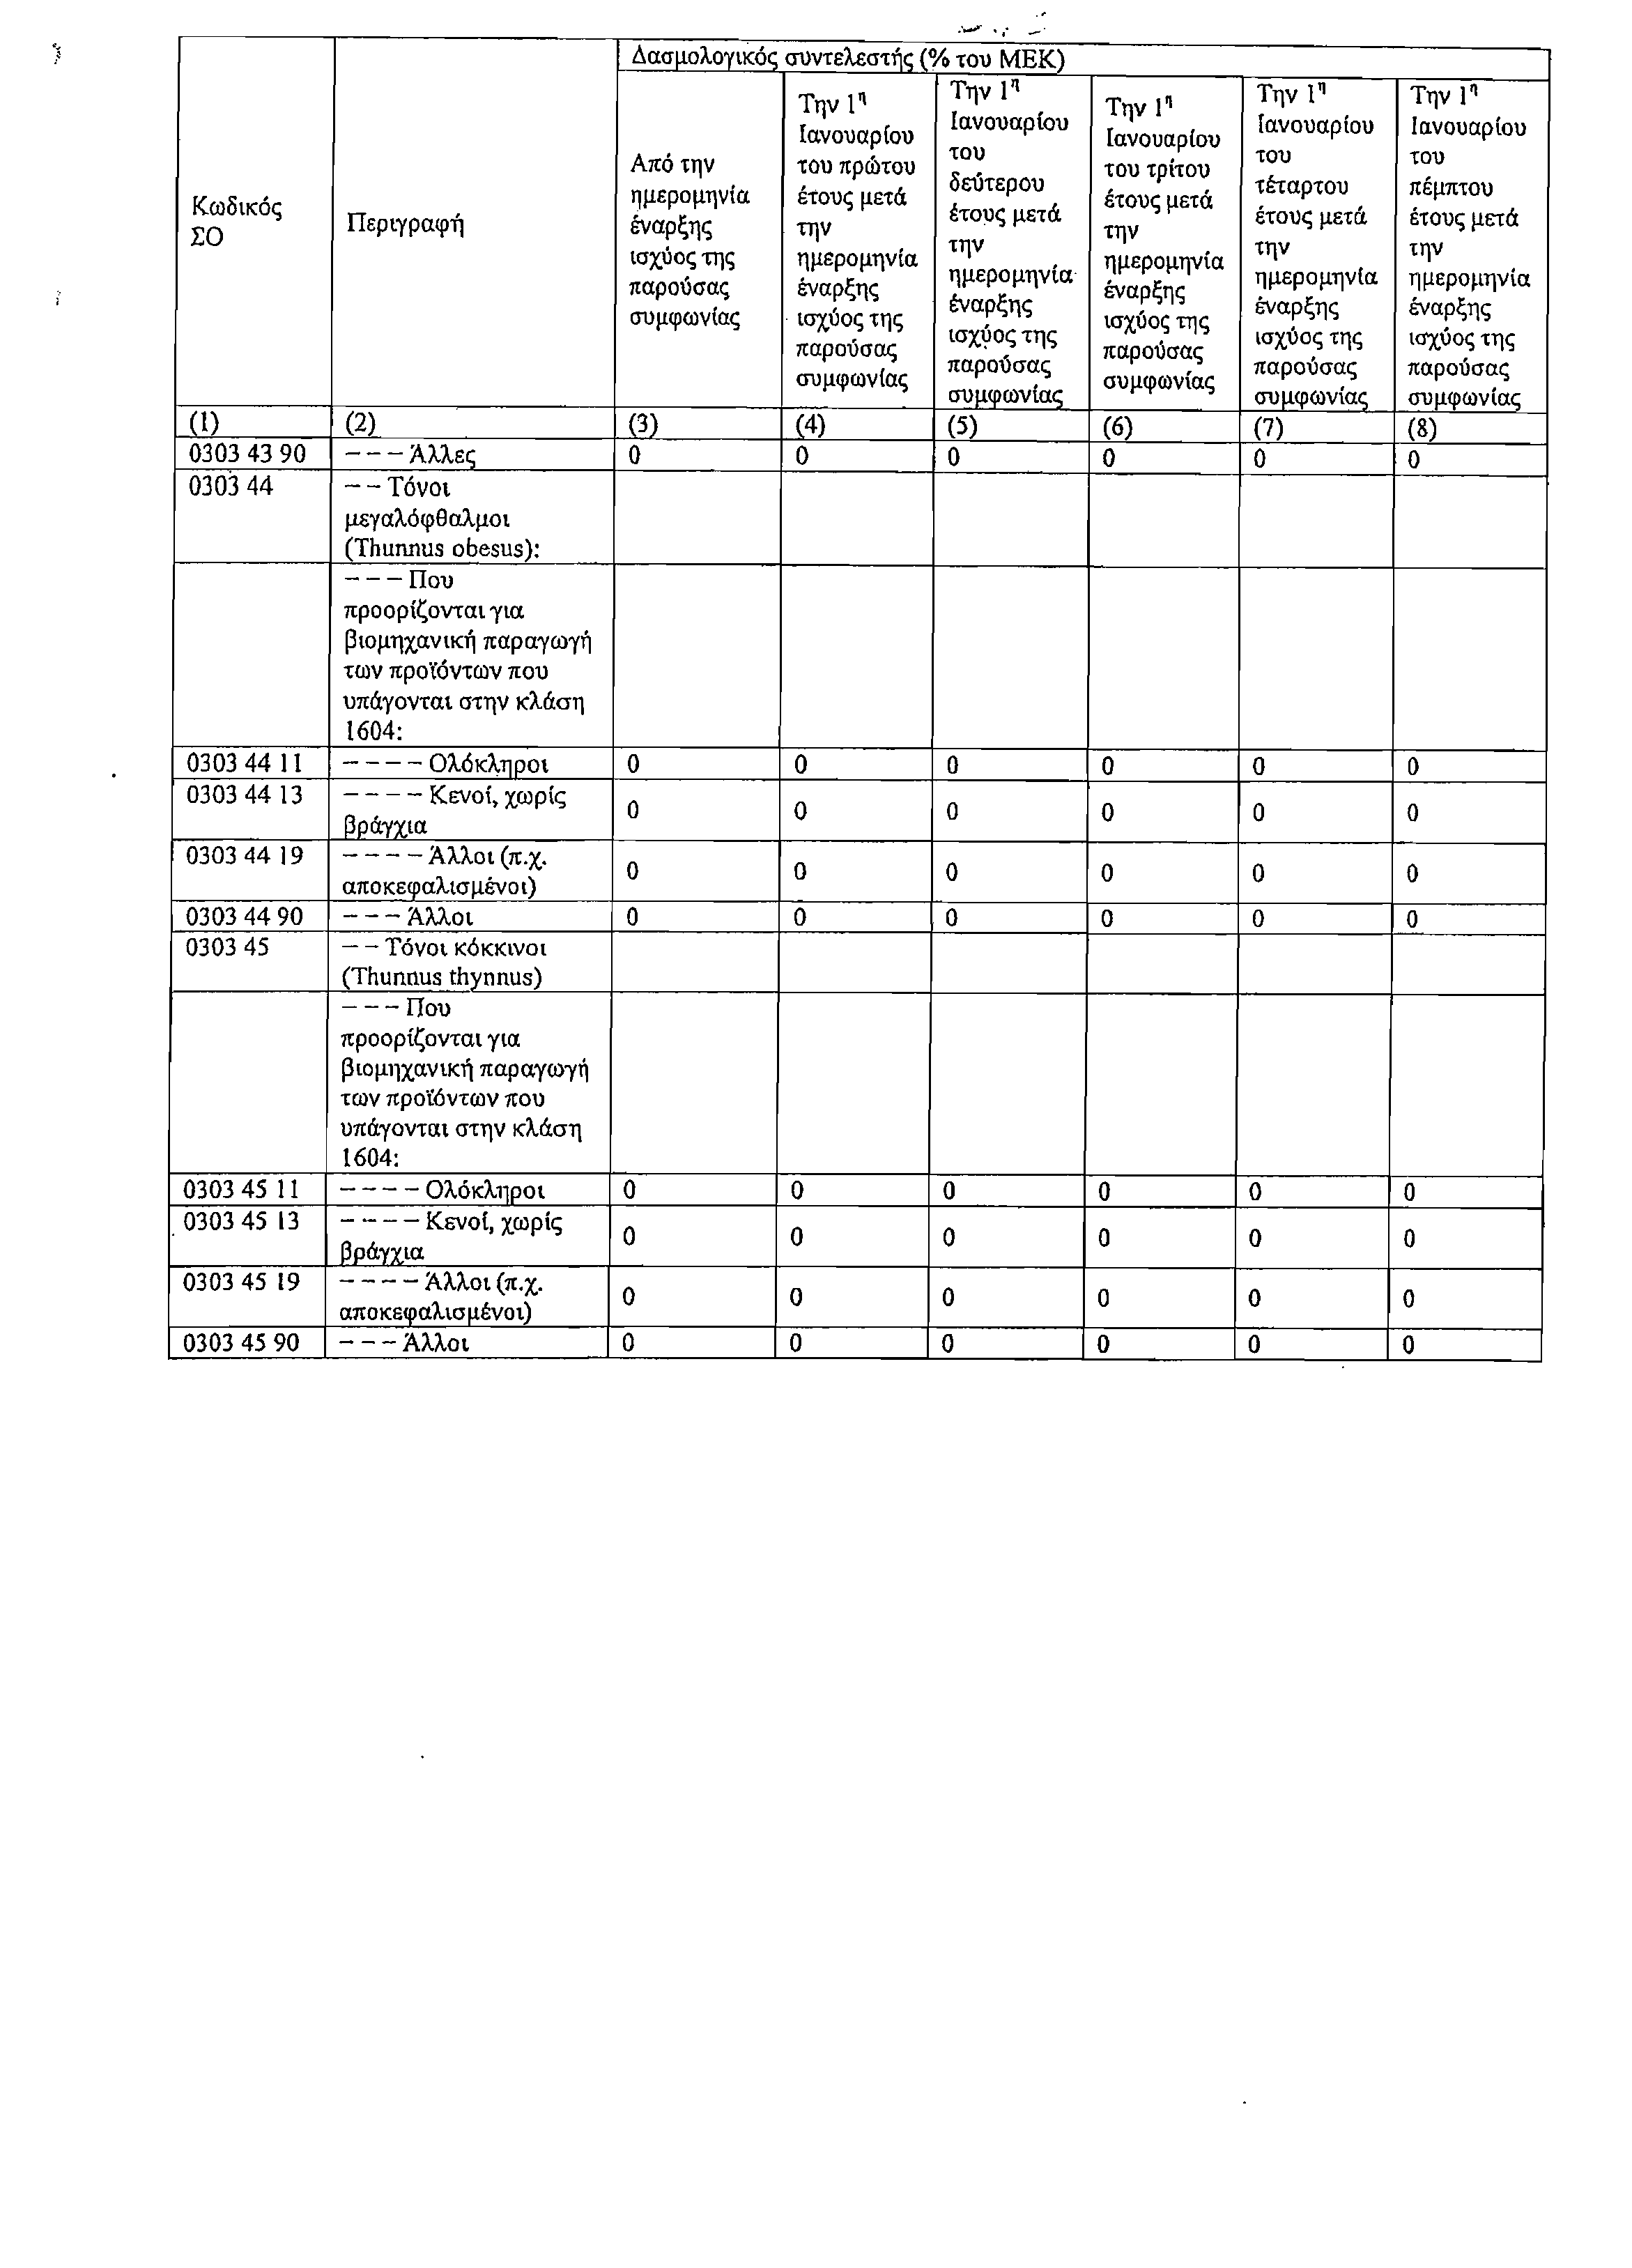 Δασμολογικός συντελεστής (% του ΜΕΚ)
Κωδικός
ΣΟ
Περιγραφή
Από την
ημερομηνία
έναρξης
ισχύος της
παρούσας
συμφωνίας
Την 1η
Ιανουαρίου
του πρώτου
έτους μετά
την
ημερομηνία
έναρξης
ισχύος της
παρούσας
συμφωνίας
Την 1η
Ιανουαρίου
του
δεύτερου
έτους μετά
την
ημερομηνία
έναρξης
ισχύος της
παρούσας
συμφωνίας
Την 1η
Ιανουαρίου
του τρίτου
έτους μετά
την
ημερομηνία
έναρξης
ισχύος της
παρούσας
συμφωνίας
Την 1η
Ιανουαρίου
του
τέταρτου
έτους μετά
την
ημερομηνία
έναρξης
ισχύος της
παρούσας
συμφωνίας
Την 1η
Ιανουαρίου
του
πέμπτου
έτους μετά
την
ημερομηνία
έναρξης
ισχύος της
παρούσας
συμφωνίας
(1) (2) (3) (4) (5) (6) (7) (8)
0303 43 90 – – – Άλλες 0 0 0 0 0 0
0303 44 – – Τόνοι
μεγαλόφθαλμοι
(Thunnus obesus):
– – – Που
προορίζονται για
βιομηχανική παραγωγή
των προϊόντων που
υπάγονται στην κλάση
1604:
0303 44 11 – – – – Ολόκληροι 0 0 0 0 0 0
0303 44 13 – – – – Κενοί, χωρίς
βράγχια 0 0 0 0 0 0
0303 44 19 – – – – Άλλοι (π.χ.
αποκεφαλισμένοι) 0 0 0 0 0 0
0303 44 90 – – – Άλλοι 0 0 0 0 0 0
0303 45 – – Τόνοι κόκκινοι
(Thunnus thynnus)
– – – Που
προορίζονται για
βιομηχανική παραγωγή
των προϊόντων που
υπάγονται στην κλάση
1604:
0303 45 11 – – – – Ολόκληροι 0 0 0 0 0 0
0303 45 13 – – – – Κενοί, χωρίς
βράγχια 0 0 0 0 0 0
0303 45 19 – – – – Άλλοι (π.χ.
αποκεφαλισμένοι) 0 0 0 0 0 0
0303 45 90 – – – Άλλοι 0 0 0 0 0 0